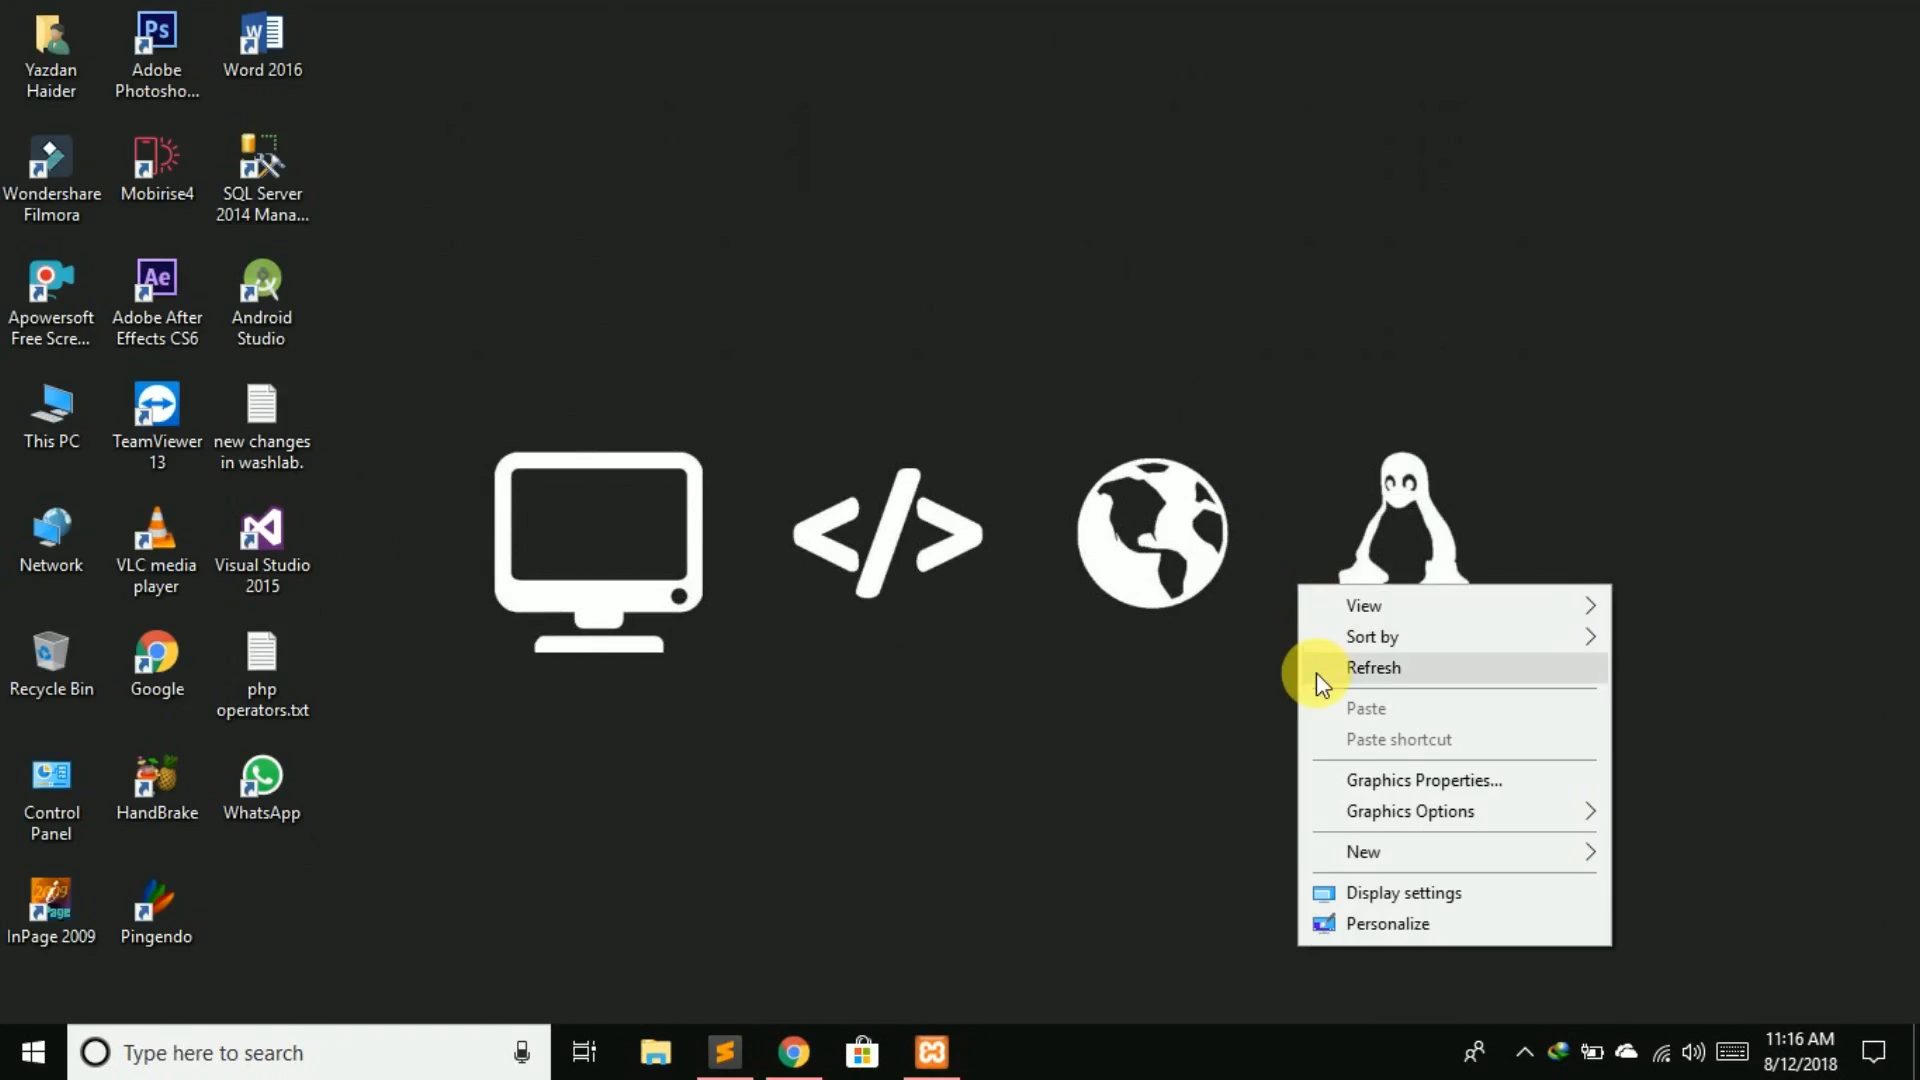 Yazdan
Haider
Ps
Adobe
Photosho...
W
Word 2016
Wondershare
Filmora
Mobirise4
SQL Server
2014 Mana...
Apowersoft
Free Scre...
Ae
Adobe After
Effects CS6
Android
Studio
This PC
TeamViewer
13
new changes
in washlab.
Network
VLC media
player
Visual Studio
2015
</>
Recycle Bin
Google
php
operators.txt
Control
Panel
HandBrake
WhatsApp
InPage 2009
Pingendo
View
Sort by
Refresh
Paste
Paste shortcut
Graphics Properties...
Graphics Options
New
Display settings
Personalize
Type here to search
11:16 AM
8/12/2018